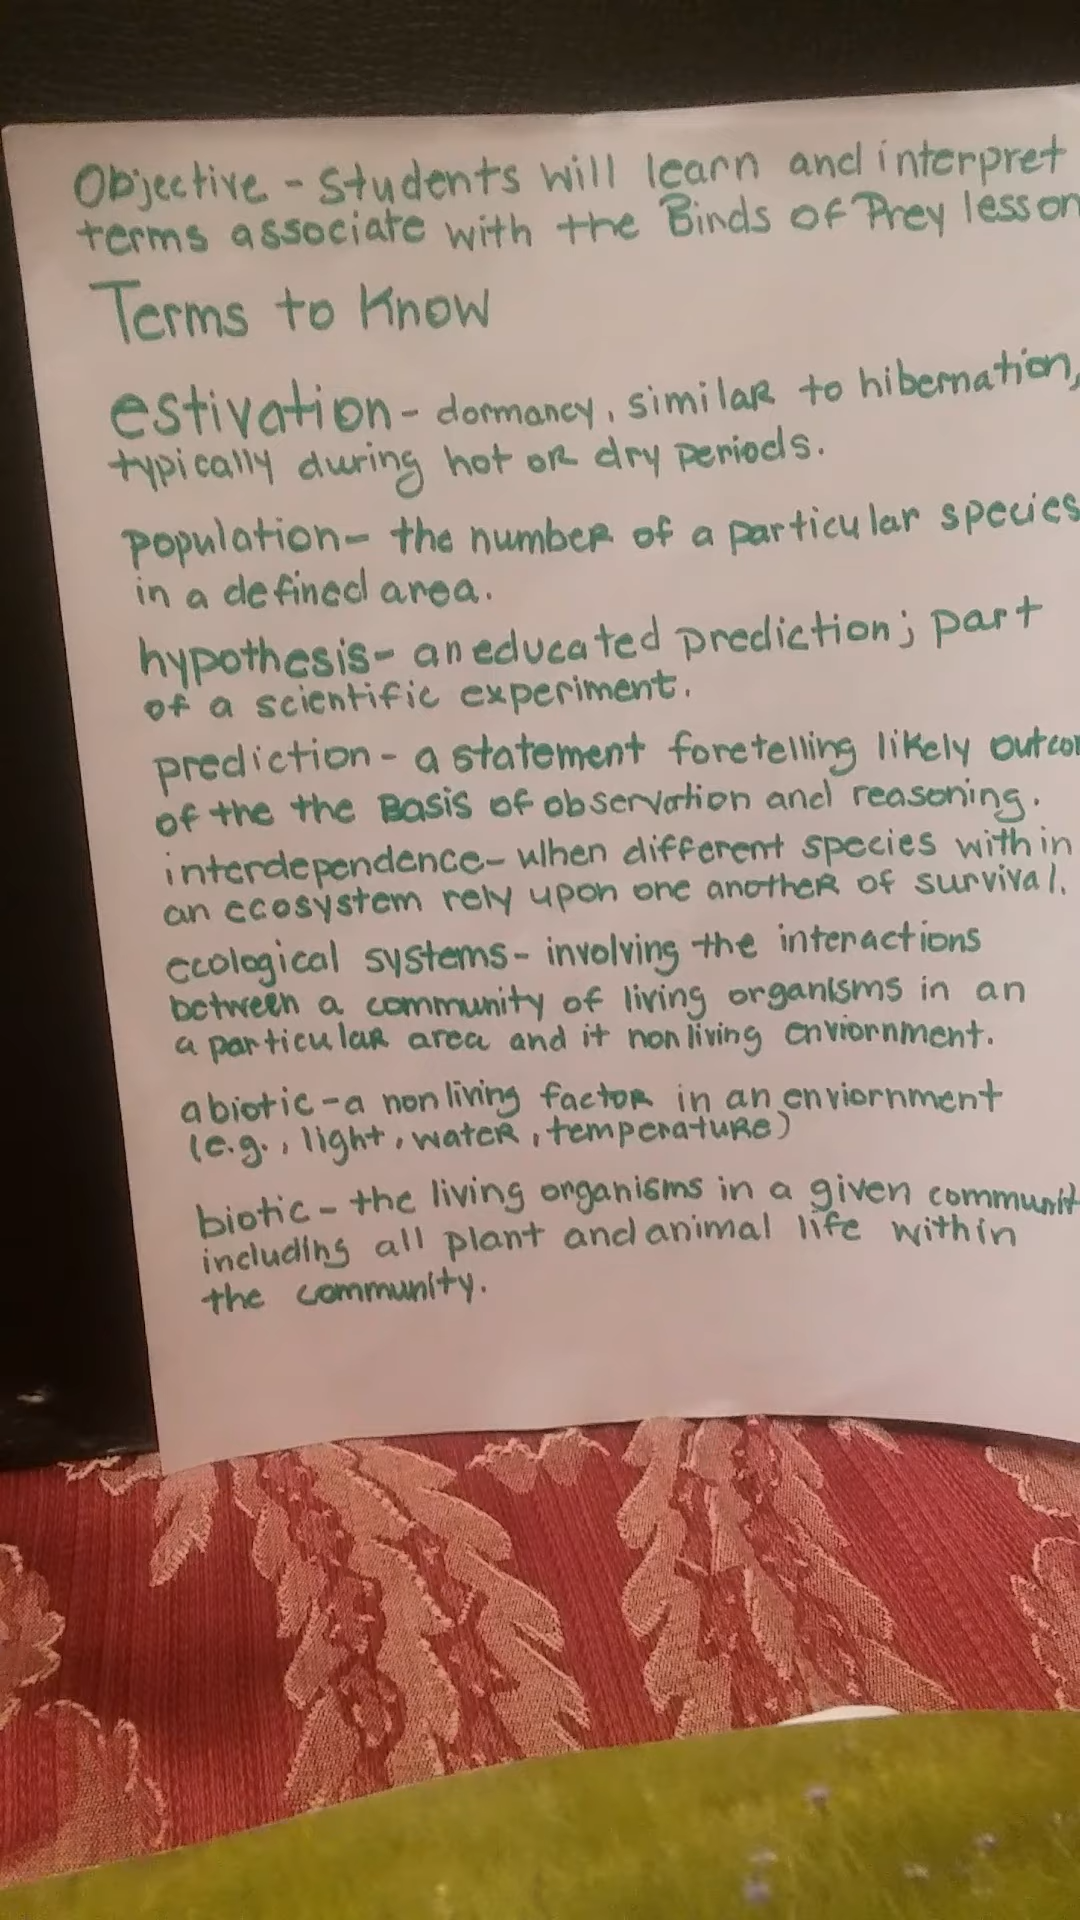 Objective - Students will learn and interpret
terms associate with the Binds of Prey lesson
Terms to Know
estivation - dormancy, similar to hibernation,
typically during hot or dry periods.
population - the number of a particular species
in a defined area.
hypothesis - an educated prediction; part
of a scientific experiment.
prediction - a statement foretelling likely outcom
of the the Basis of observation and reasoning.
interdependence - when different species within
an ecosystem rely upon one another of survival.
ecological systems - involving the interactions
between a community of living organisms in an
a particular area and it nonliving enviornment.
abiotic - a nonliving factor in an enviornment
(e.g., light, water, temperature)
biotic - the living organisms in a given communit
including all plant and animal life within
the community.